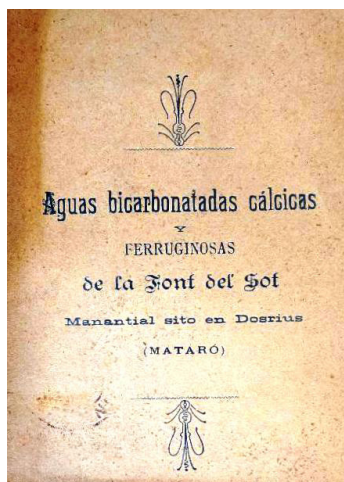 Aguas bicarbonatadas cálcicas
Y
FERRUGINOSAS
de la Font del Sot
Manantial sito en Dosrius
(MATARÓ)